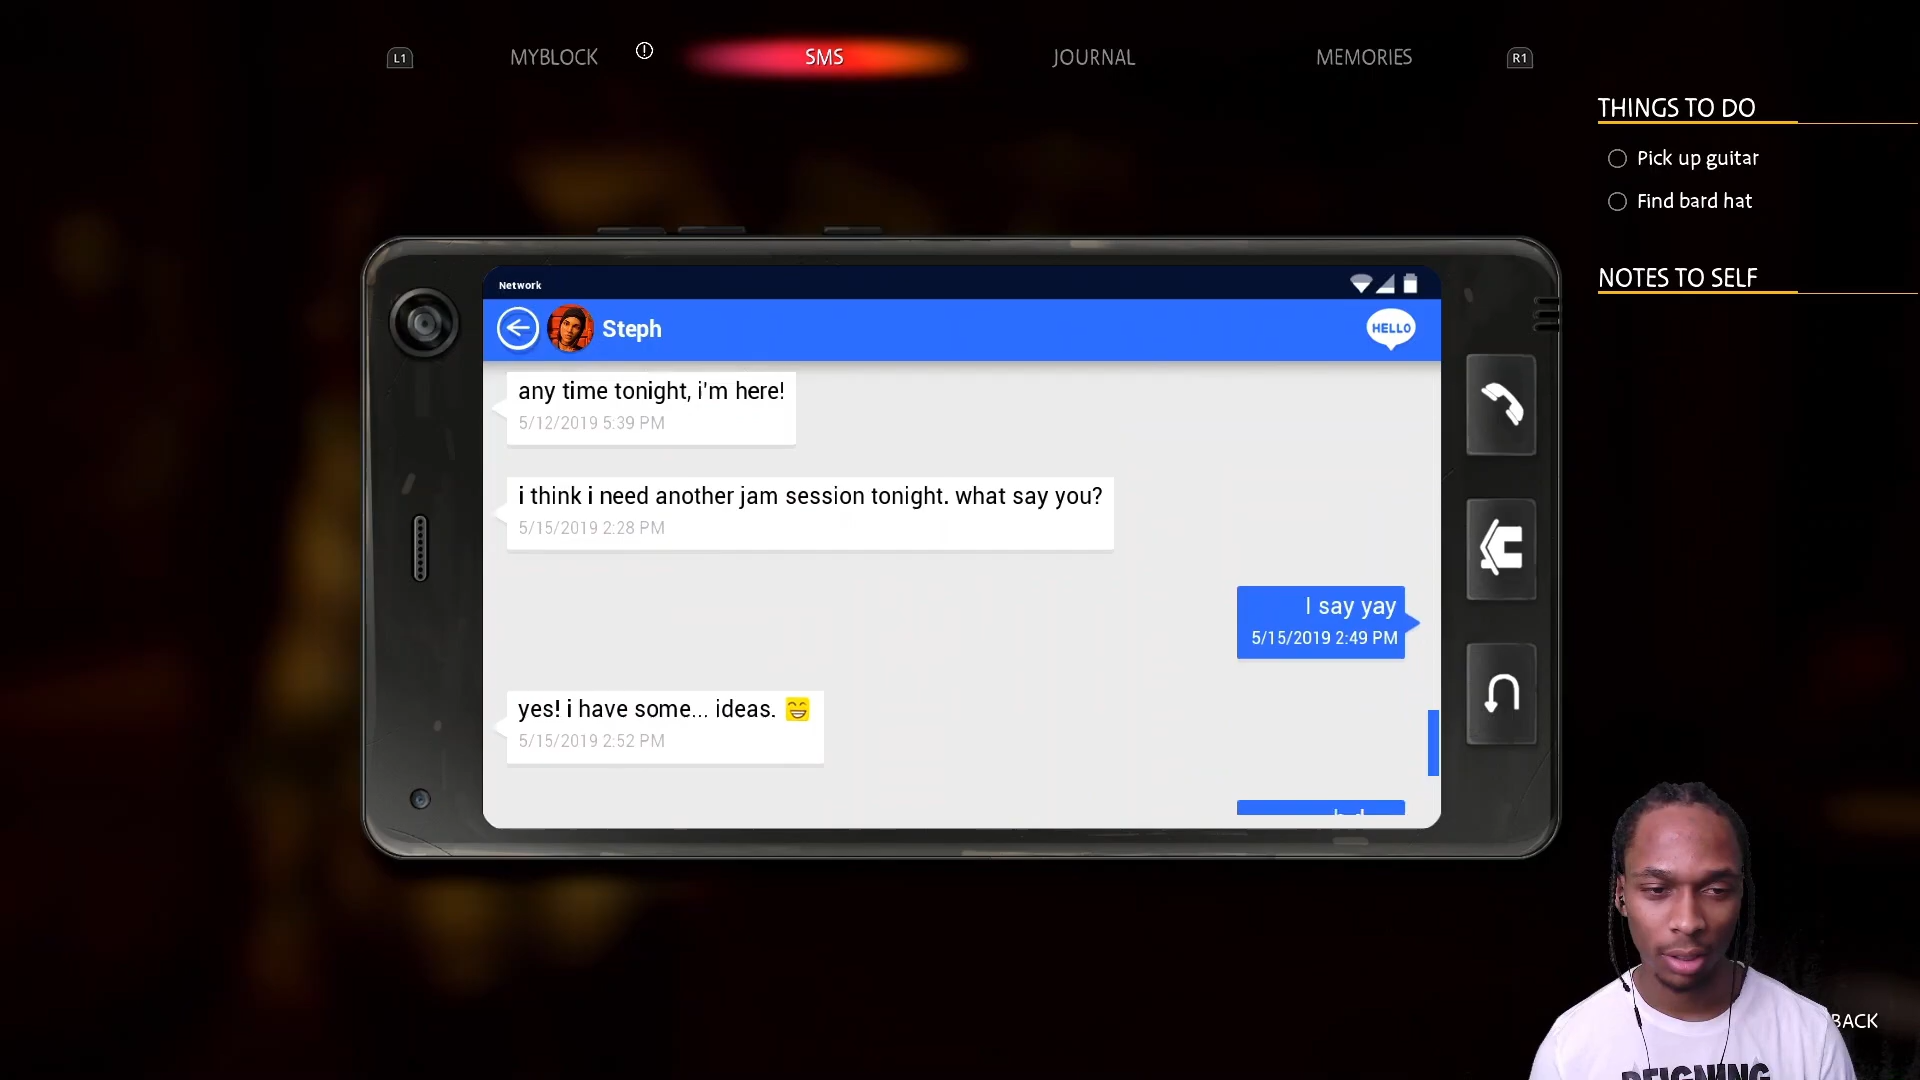 L1
MYBLOCK
SMS
JOURNAL
MEMORIES
R1
THINGS TO DO
Pick up guitar
Find bard hat
NOTES TO SELF
Network
Steph
HELLO
any time tonight, i'm here!
5/12/2019 5:39 PM
i think i need another jam session tonight. what say you?
5/15/2019 2:28 PM
I say yay
5/15/2019 2:49 PM
yes! i have some... ideas. 😄
5/15/2019 2:52 PM
BACK
REIGNING